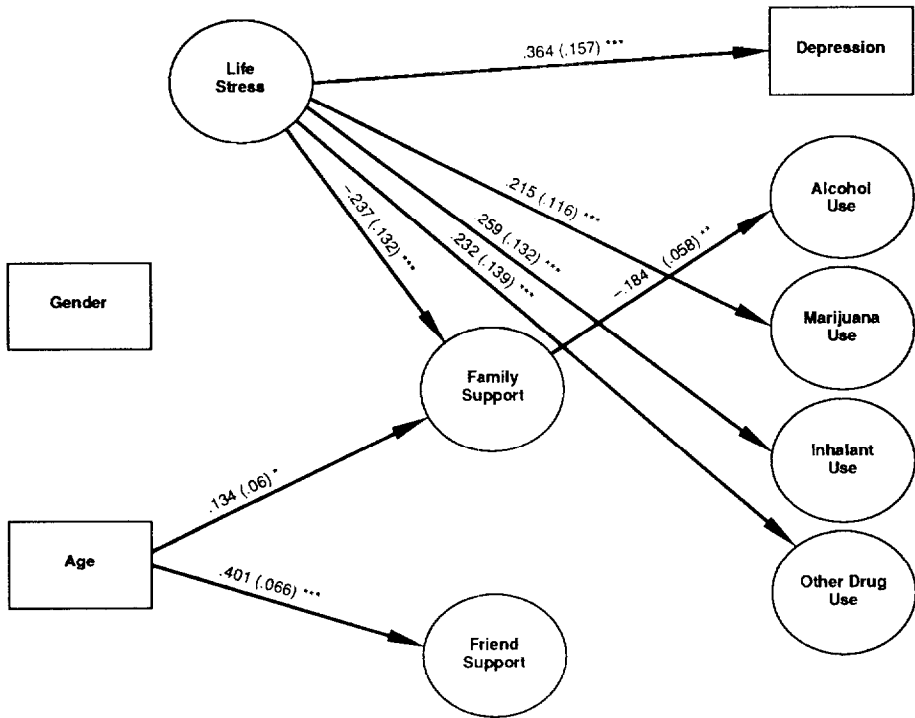 Life
Stress
.364 (.157) ***
Depression
Alcohol
Use
.215 (.116) ***
.259 (.132) ***
.232 (.139) ***
–.237 (.132) ***
–.184 (.058) **
Gender
Marijuana
Use
Family
Support
Inhalant
Use
.134 (.06) *
Age
.401 (.066) ***
Other Drug
Use
Friend
Support